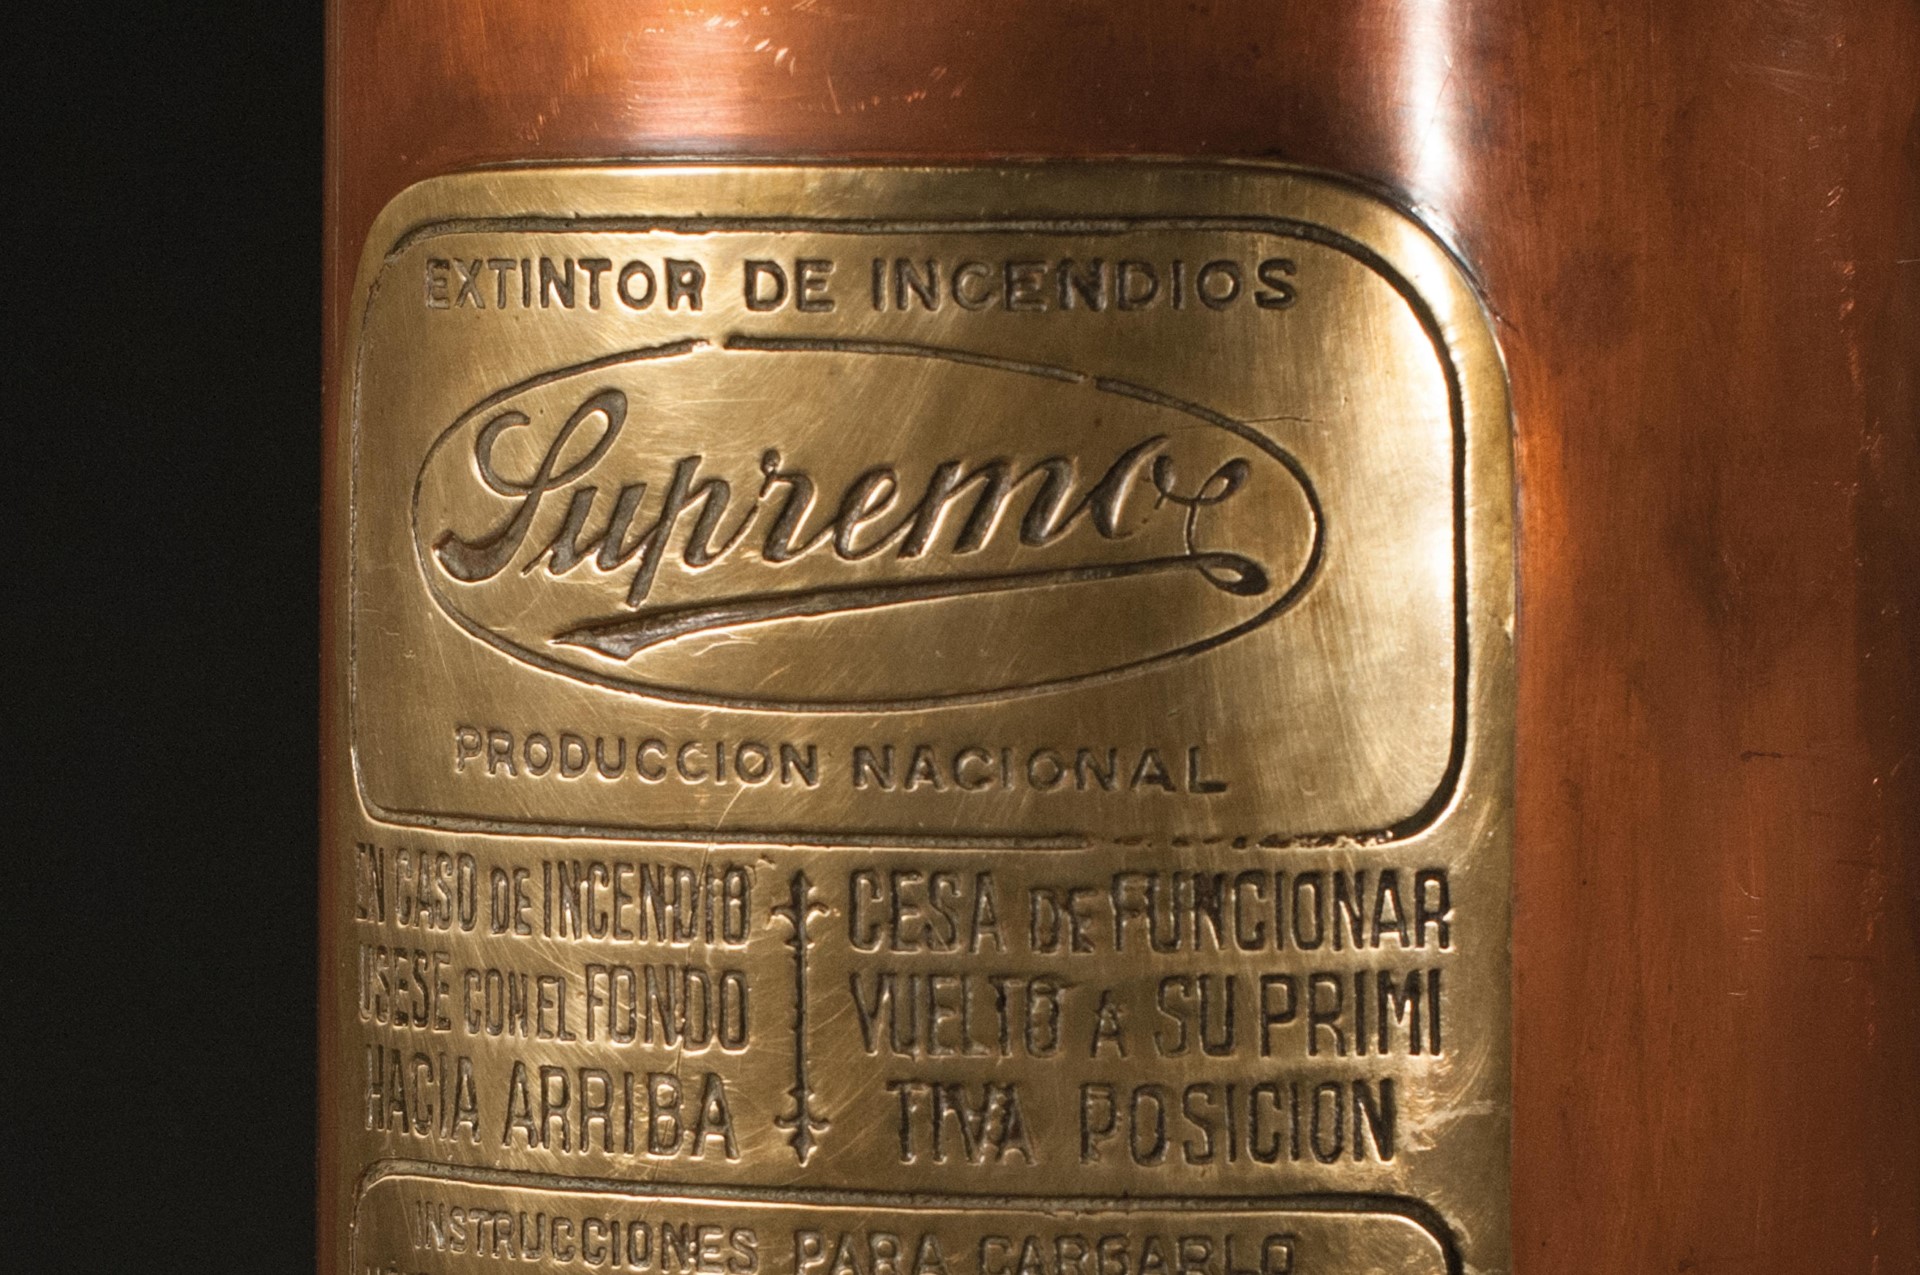 EXTINTOR DE INCENDIOS
Supremo
PRODUCCION NACIONAL
EN CASO DE INCENDIO
USESE CON EL FONDO
HACIA ARRIBA
CESA DE FUNCIONAR
VUELTO A SU PRIMI
TIVA POSICION
INSTRUCCIONES PARA CARGARLO